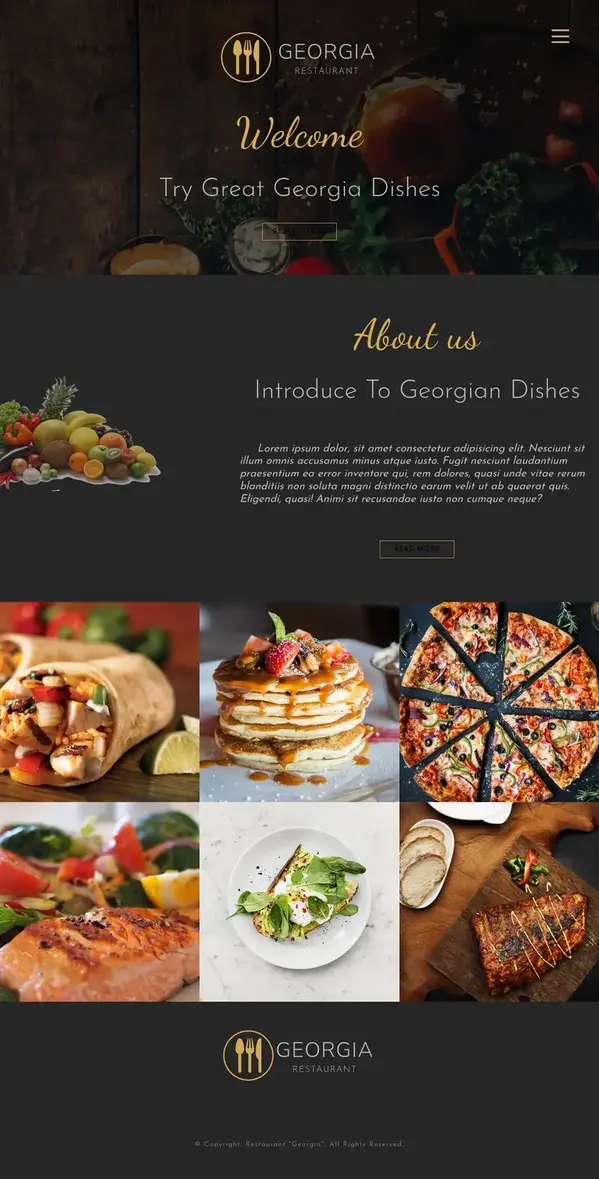 GEORGIA
RESTAURANT
Welcome
Try Great Georgia Dishes
About us
Introduce To Georgian Dishes
Lorem ipsum dolor, sit amet consectetur adipisicing elit. Nesciunt sit
illum omnis accusamus minus atque iusto. Fugit nesciunt laudantium
praesentium ea error inventore qui, rem dolores, quasi unde vitae rerum
blanditiis non soluta magni distinctio earum velit ut ab quaerat quis.
Eligendi, quasi! Animi sit recusandae iusto non cumque neque?
READ MORE
GEORGIA
RESTAURANT
© Copyright. Restaurant "Georgia". All Rights Reserved.